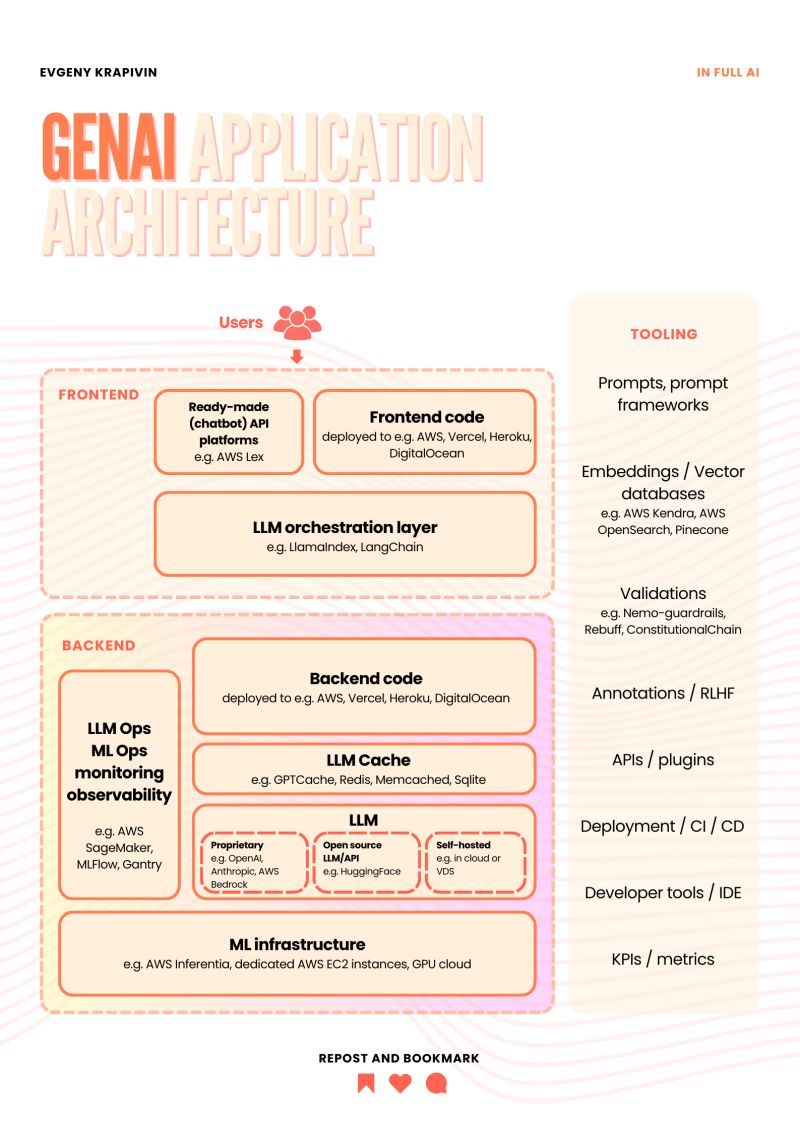 EVGENY KRAPIVIN
IN FULL AI
GENAI APPLICATION
ARCHITECTURE
Users
FRONTEND
Ready-made
(chatbot) API
platforms
e.g. AWS Lex
Frontend code
deployed to e.g. AWS, Vercel, Heroku,
DigitalOcean
LLM orchestration layer
e.g. LlamaIndex, LangChain
BACKEND
LLM Ops
ML Ops
monitoring
observability
e.g. AWS
SageMaker,
MLFlow, Gantry
Backend code
deployed to e.g. AWS, Vercel, Heroku, DigitalOcean
LLM Cache
e.g. GPTCache, Redis, Memcached, Sqlite
LLM
Proprietary
e.g. OpenAI,
Anthropic, AWS
Bedrock
Open source
LLM/API
e.g. HuggingFace
Self-hosted
e.g. in cloud or
VDS
ML infrastructure
e.g. AWS Inferentia, dedicated AWS EC2 instances, GPU cloud
TOOLING
Prompts, prompt
frameworks
Embeddings / Vector
databases
e.g. AWS Kendra, AWS
OpenSearch, Pinecone
Validations
e.g. Nemo-guardrails,
Rebuff, ConstitutionalChain
Annotations / RLHF
APIs / plugins
Deployment / CI / CD
Developer tools / IDE
KPIs / metrics
REPOST AND BOOKMARK